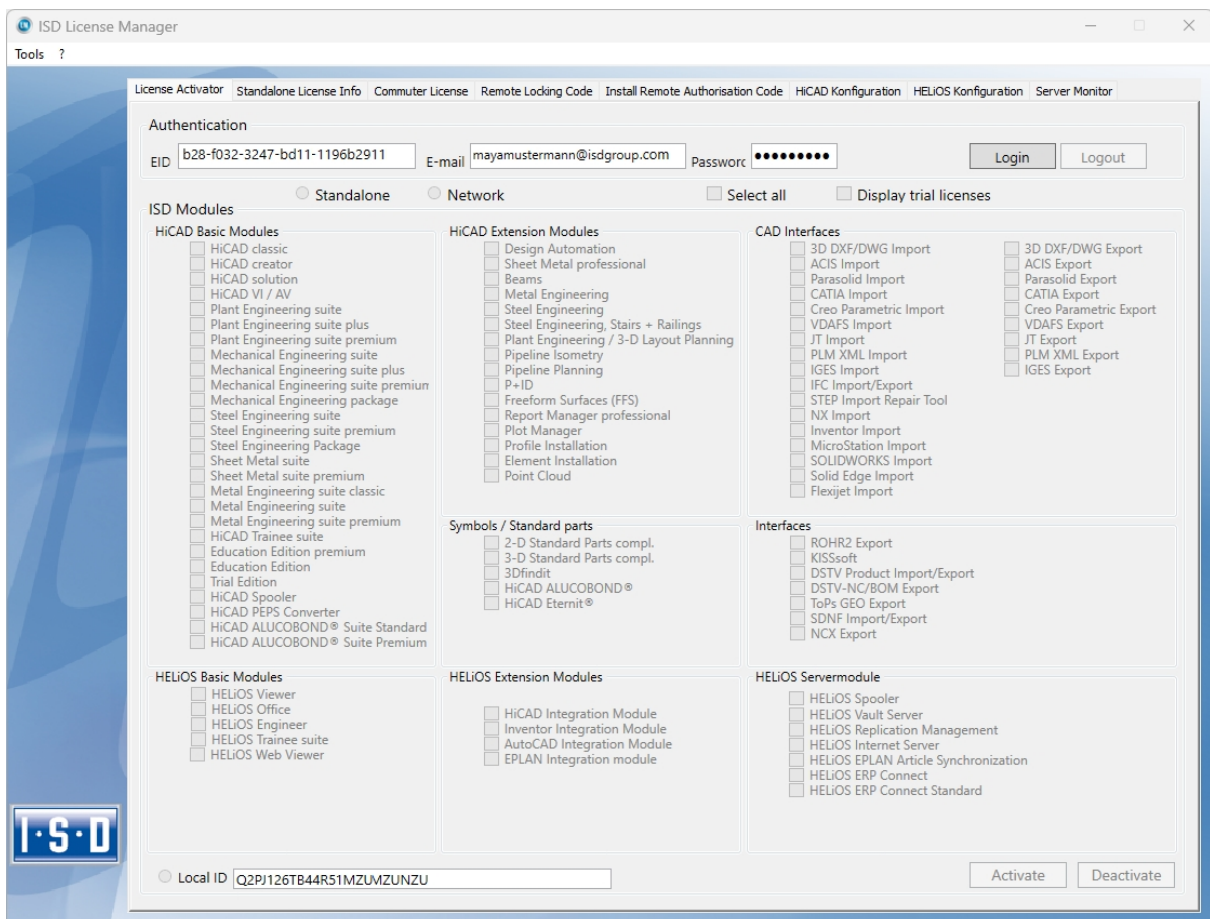 ISD License Manager
Tools ?
License Activator Standalone License Info Commuter License Remote Locking Code Install Remote Authorisation Code HiCAD Konfiguration HELiOS Konfiguration Server Monitor
Authentication
EID b28-f032-3247-bd11-1196b2911 E-mail mayamustermann@isdgroup.com Passworc ●●●●●●●●● Login Logout
Standalone Network Select all Display trial licenses
ISD Modules
HiCAD Basic Modules
HiCAD classic
HiCAD creator
HiCAD solution
HiCAD VI / AV
Plant Engineering suite
Plant Engineering suite plus
Plant Engineering suite premium
Mechanical Engineering suite
Mechanical Engineering suite plus
Mechanical Engineering suite premiun
Mechanical Engineering package
Steel Engineering suite
Steel Engineering suite premium
Steel Engineering Package
Sheet Metal suite
Sheet Metal suite premium
Metal Engineering suite classic
Metal Engineering suite
Metal Engineering suite premium
HiCAD Trainee suite
Education Edition premium
Education Edition
Trial Edition
HiCAD Spooler
HiCAD PEPS Converter
HiCAD ALUCOBOND® Suite Standard
HiCAD ALUCOBOND® Suite Premium
HiCAD Extension Modules
Design Automation
Sheet Metal professional
Beams
Metal Engineering
Steel Engineering
Steel Engineering, Stairs + Railings
Plant Engineering / 3-D Layout Planning
Pipeline Isometry
Pipeline Planning
P+ID
Freeform Surfaces (FFS)
Report Manager professional
Plot Manager
Profile Installation
Element Installation
Point Cloud
CAD Interfaces
3D DXF/DWG Import
ACIS Import
Parasolid Import
CATIA Import
Creo Parametric Import
VDAFS Import
JT Import
PLM XML Import
IGES Import
IFC Import/Export
STEP Import Repair Tool
NX Import
Inventor Import
MicroStation Import
SOLIDWORKS Import
Solid Edge Import
Flexijet Import
3D DXF/DWG Export
ACIS Export
Parasolid Export
CATIA Export
Creo Parametric Export
VDAFS Export
JT Export
PLM XML Export
IGES Export
Symbols / Standard parts
2-D Standard Parts compl.
3-D Standard Parts compl.
3Dfindit
HiCAD ALUCOBOND®
HiCAD Eternit®
Interfaces
ROHR2 Export
KISSsoft
DSTV Product Import/Export
DSTV-NC/BOM Export
ToPs GEO Export
SDNF Import/Export
NCX Export
HELiOS Basic Modules
HELiOS Viewer
HELiOS Office
HELiOS Engineer
HELiOS Trainee suite
HELiOS Web Viewer
HELiOS Extension Modules
HiCAD Integration Module
Inventor Integration Module
AutoCAD Integration Module
EPLAN Integration module
HELiOS Servermodule
HELiOS Spooler
HELiOS Vault Server
HELiOS Replication Management
HELiOS Internet Server
HELiOS EPLAN Article Synchronization
HELiOS ERP Connect
HELiOS ERP Connect Standard
I·S·D
Local ID Q2PJ126TB44R51MZUMZUNZU Activate Deactivate